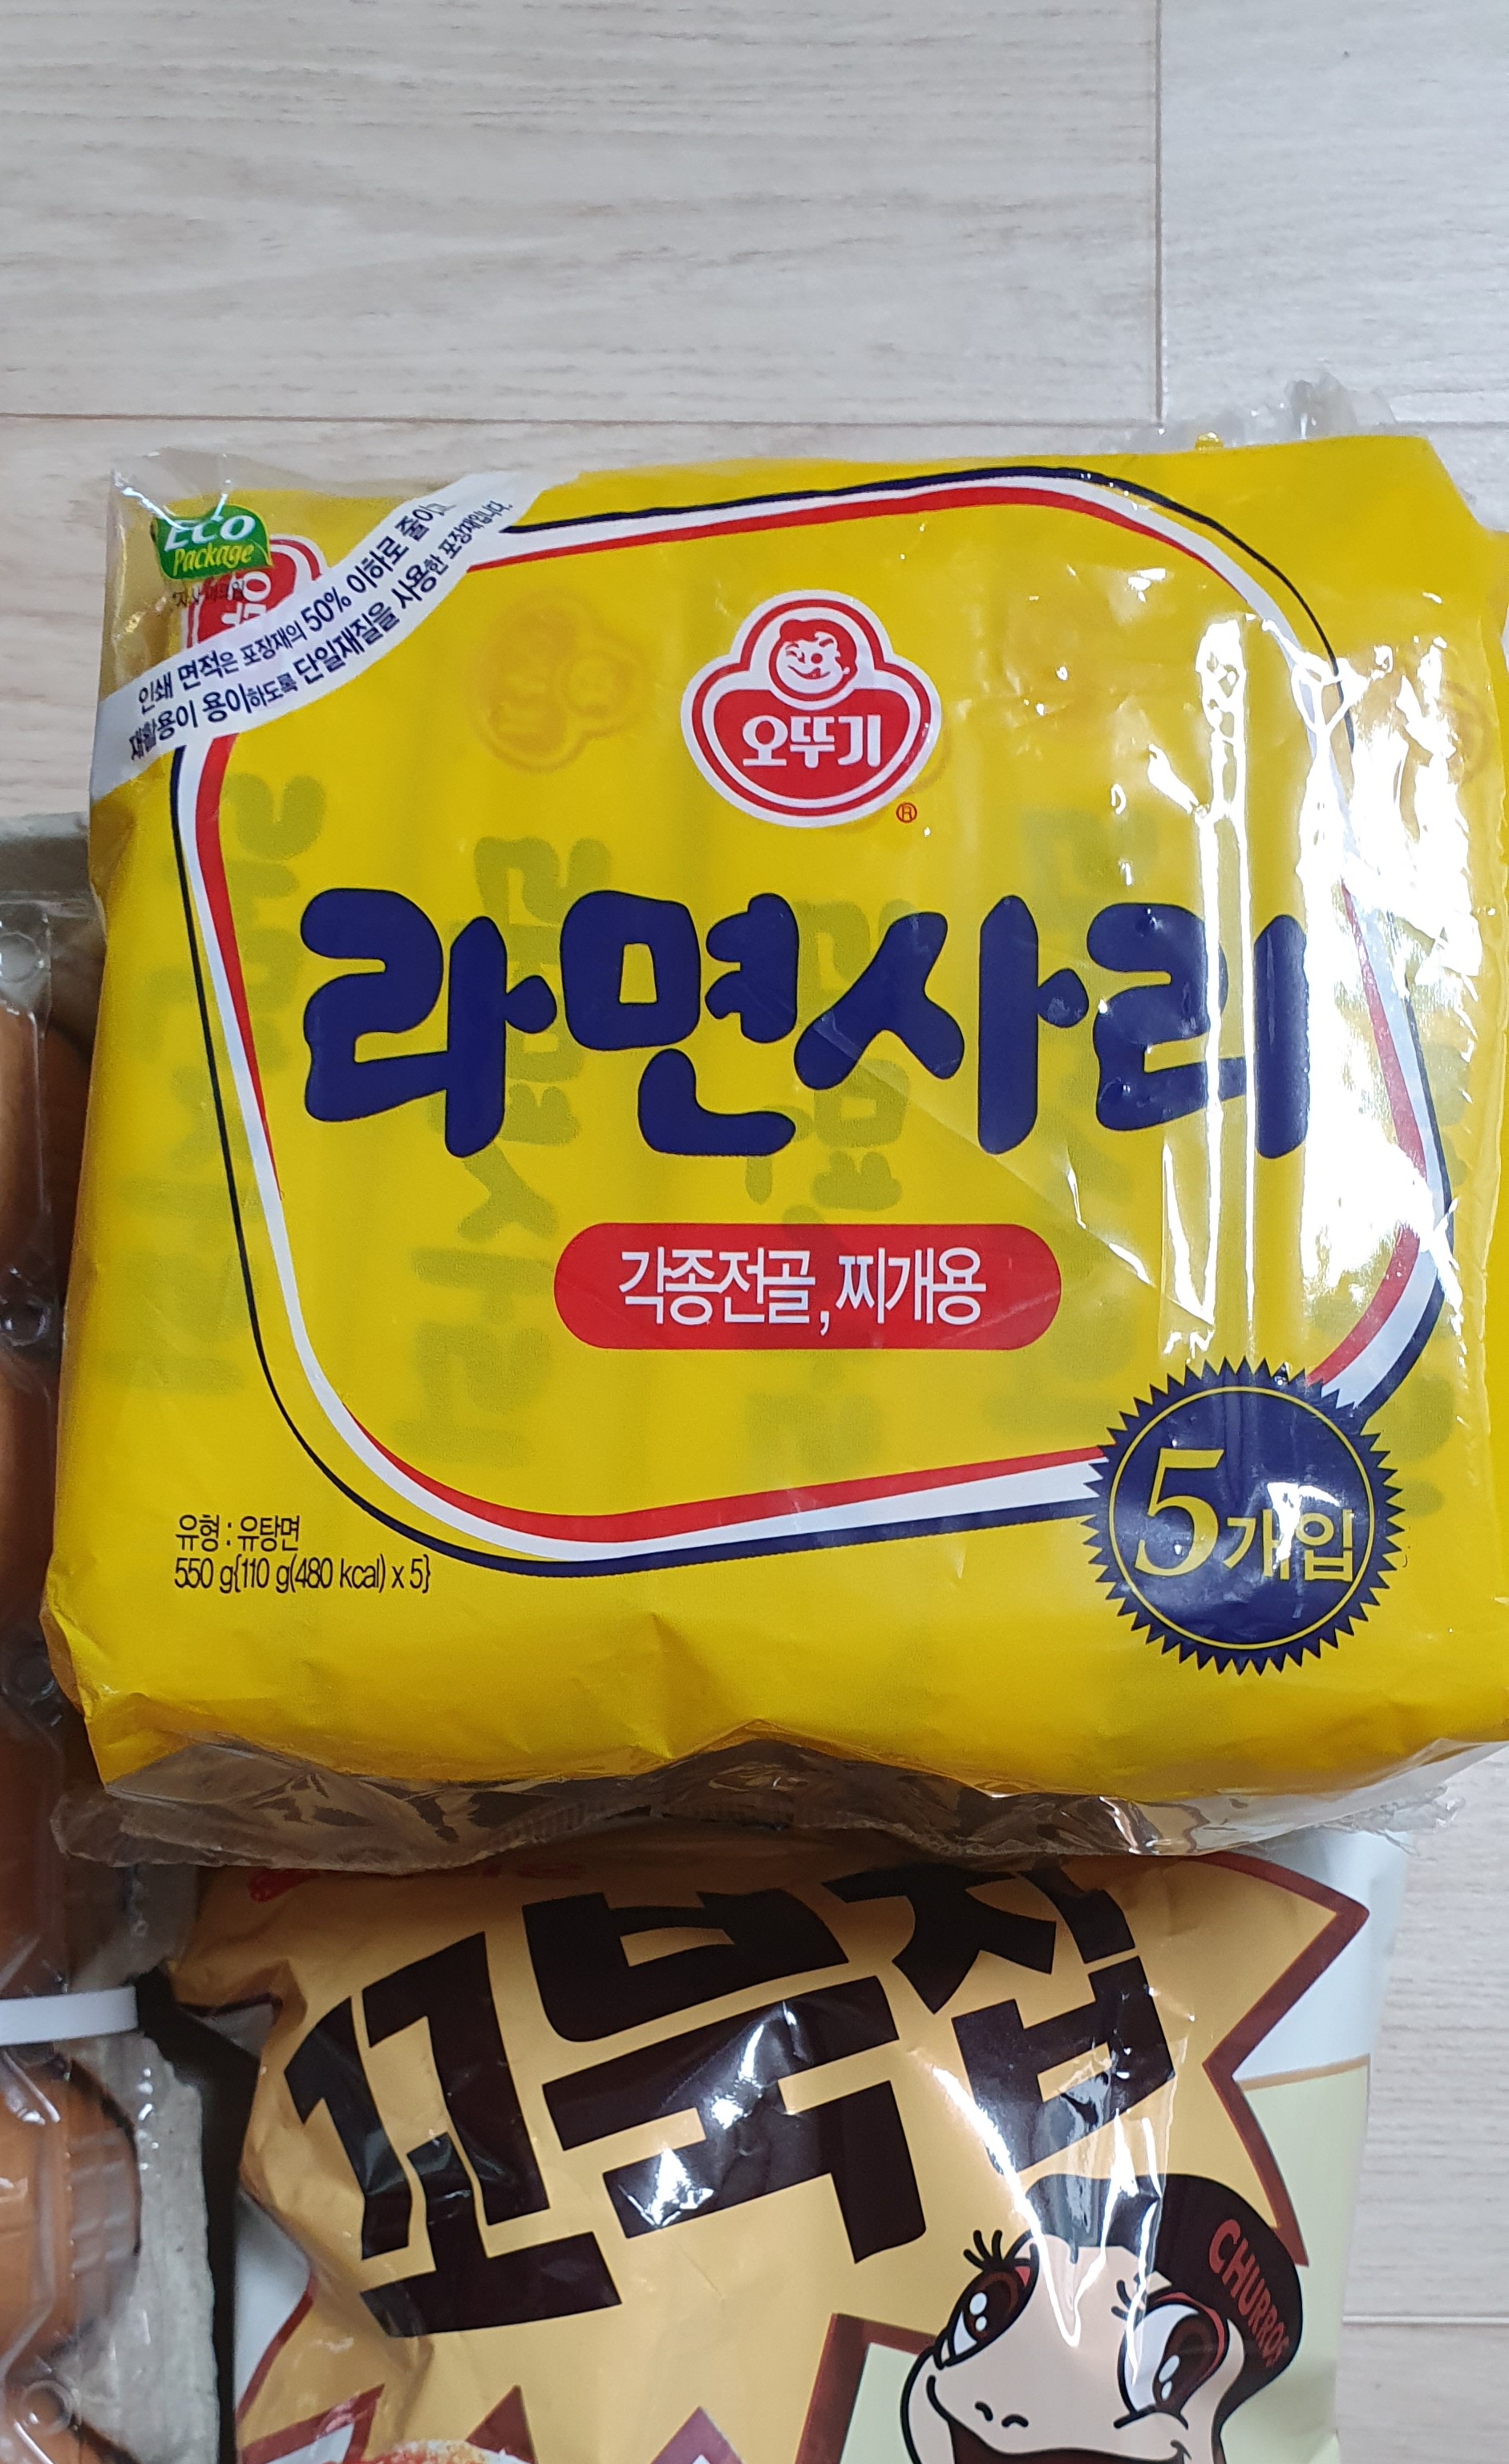 ECO
Package
인쇄 면적은 포장재의 50% 이하로 줄이고
재활용이 용이하도록 단일재질을 사용한 포장재입니다.
오뚜기
®
라면사리
각종전골, 찌개용
5개입
유형 : 유탕면
550 g{110 g(480 kcal) x 5}
꼬북칩
CHURROS